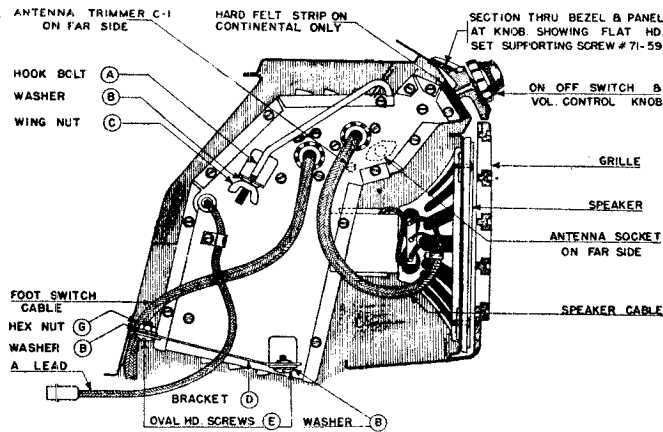 ANTENNA TRIMMER C-1
ON FAR SIDE
HARD FELT STRIP ON
CONTINENTAL ONLY
SECTION THRU BEZEL & PANEL
AT KNOB. SHOWING FLAT HD.
SET SUPPORTING SCREW #71-59
HOOK BOLT A
WASHER B
WING NUT C
ON OFF SWITCH &
VOL. CONTROL KNOB
GRILLE
SPEAKER
ANTENNA SOCKET
ON FAR SIDE
SPEAKER CABLE
FOOT SWITCH
CABLE
HEX NUT G
WASHER B
A LEAD
BRACKET D
OVAL HD. SCREWS E
WASHER B